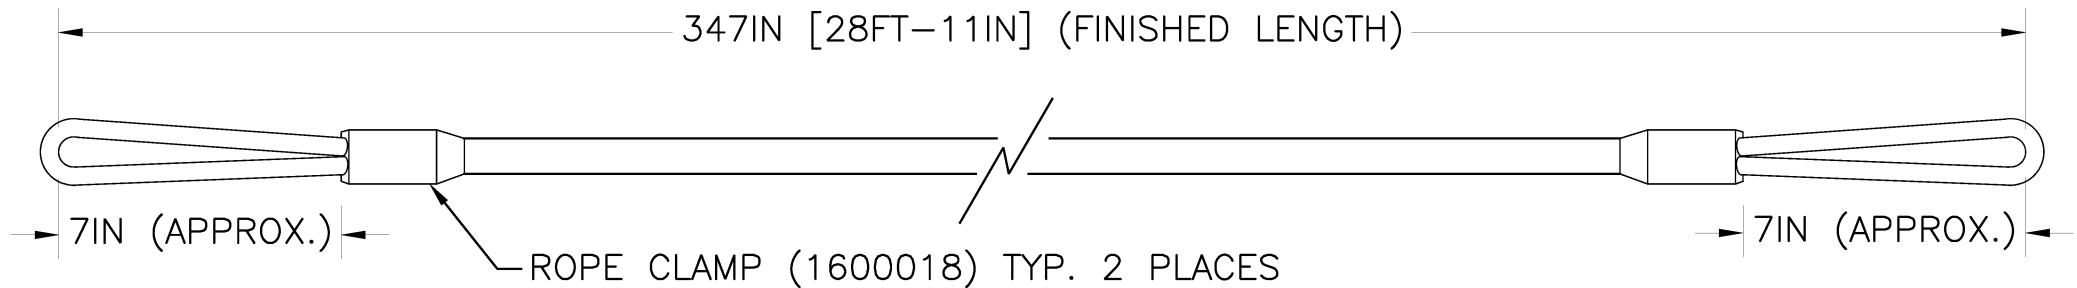 347IN [28FT-11IN] (FINISHED LENGTH)
7IN (APPROX.)
7IN (APPROX.)
ROPE CLAMP (1600018) TYP. 2 PLACES